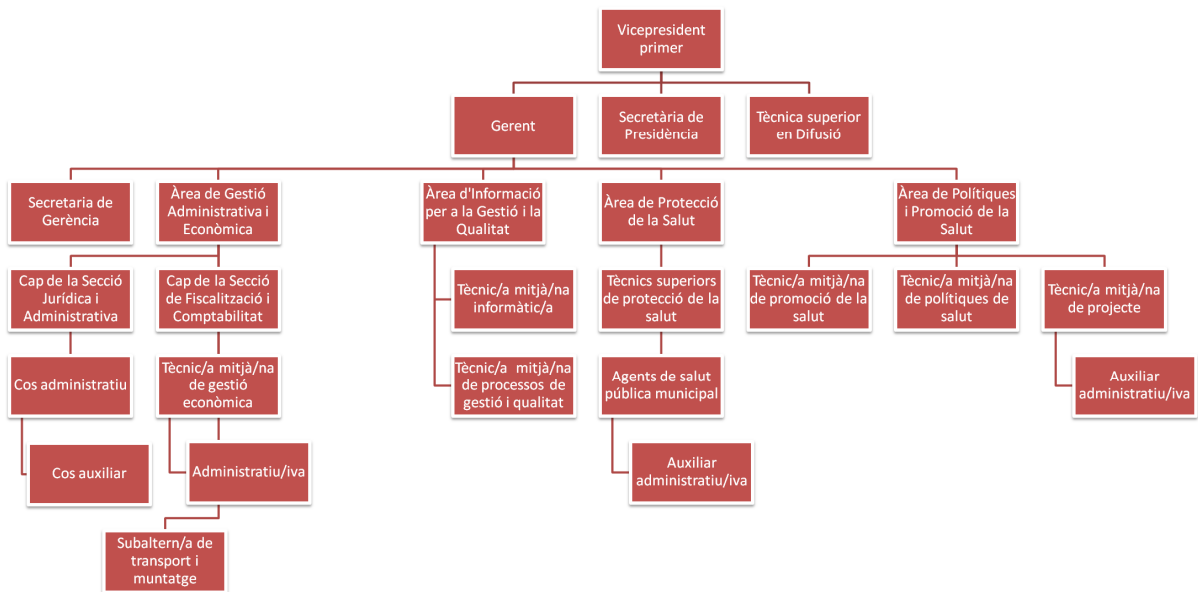 Vicepresident
primer
Gerent
Secretària de
Presidència
Tècnica superior
en Difusió
Secretaria de
Gerència
Àrea de Gestió
Administrativa i
Econòmica
Àrea d'Informació
per a la Gestió i la
Qualitat
Àrea de Protecció
de la Salut
Àrea de Polítiques
i Promoció de la
Salut
Cap de la Secció
Jurídica i
Administrativa
Cap de la Secció
de Fiscalització i
Comptabilitat
Tècnic/a mitjà/na
informàtic/a
Tècnics superiors
de protecció de la
salut
Tècnic/a mitjà/na
de promoció de la
salut
Tècnic/a mitjà/na
de polítiques de
salut
Tècnic/a mitjà/na
de projecte
Cos administratiu
Tècnic/a mitjà/na
de gestió
econòmica
Tècnic/a mitjà/na
de processos de
gestió i qualitat
Agents de salut
pública municipal
Auxiliar
administratiu/iva
Cos auxiliar
Administratiu/iva
Auxiliar
administratiu/iva
Subaltern/a de
transport i
muntatge